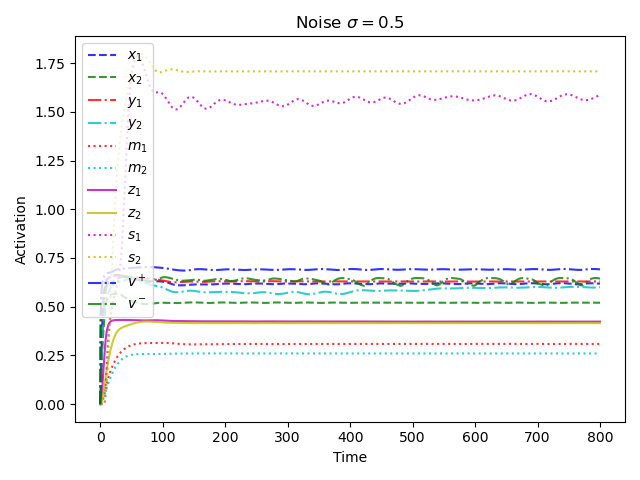 Noise σ = 0.5
Activation
1.75
1.50
1.25
1.00
0.75
0.50
0.25
0.00
x₁
x₂
y₁
y₂
m₁
m₂
z₁
z₂
s₁
s₂
v⁺
v⁻
0 100 200 300 400 500 600 700 800
Time